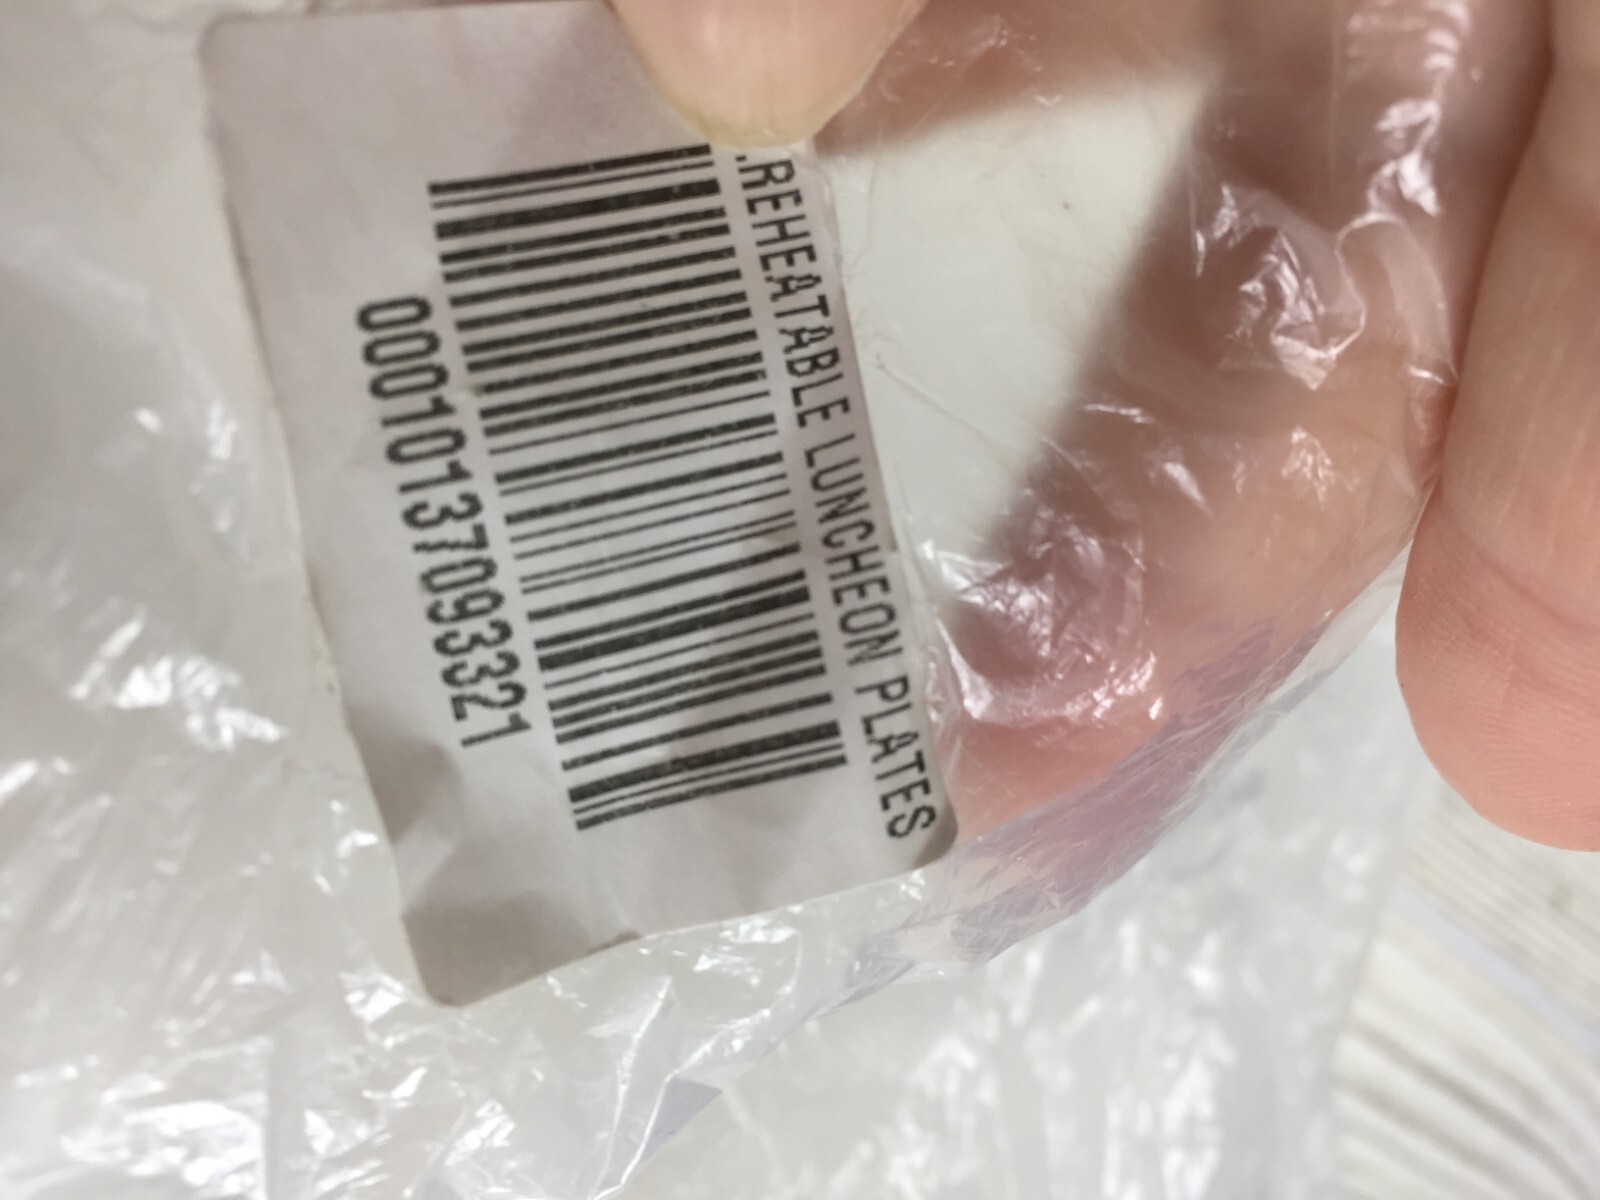 .REHEATABLE LUNCHEON PLATES
00010137093321